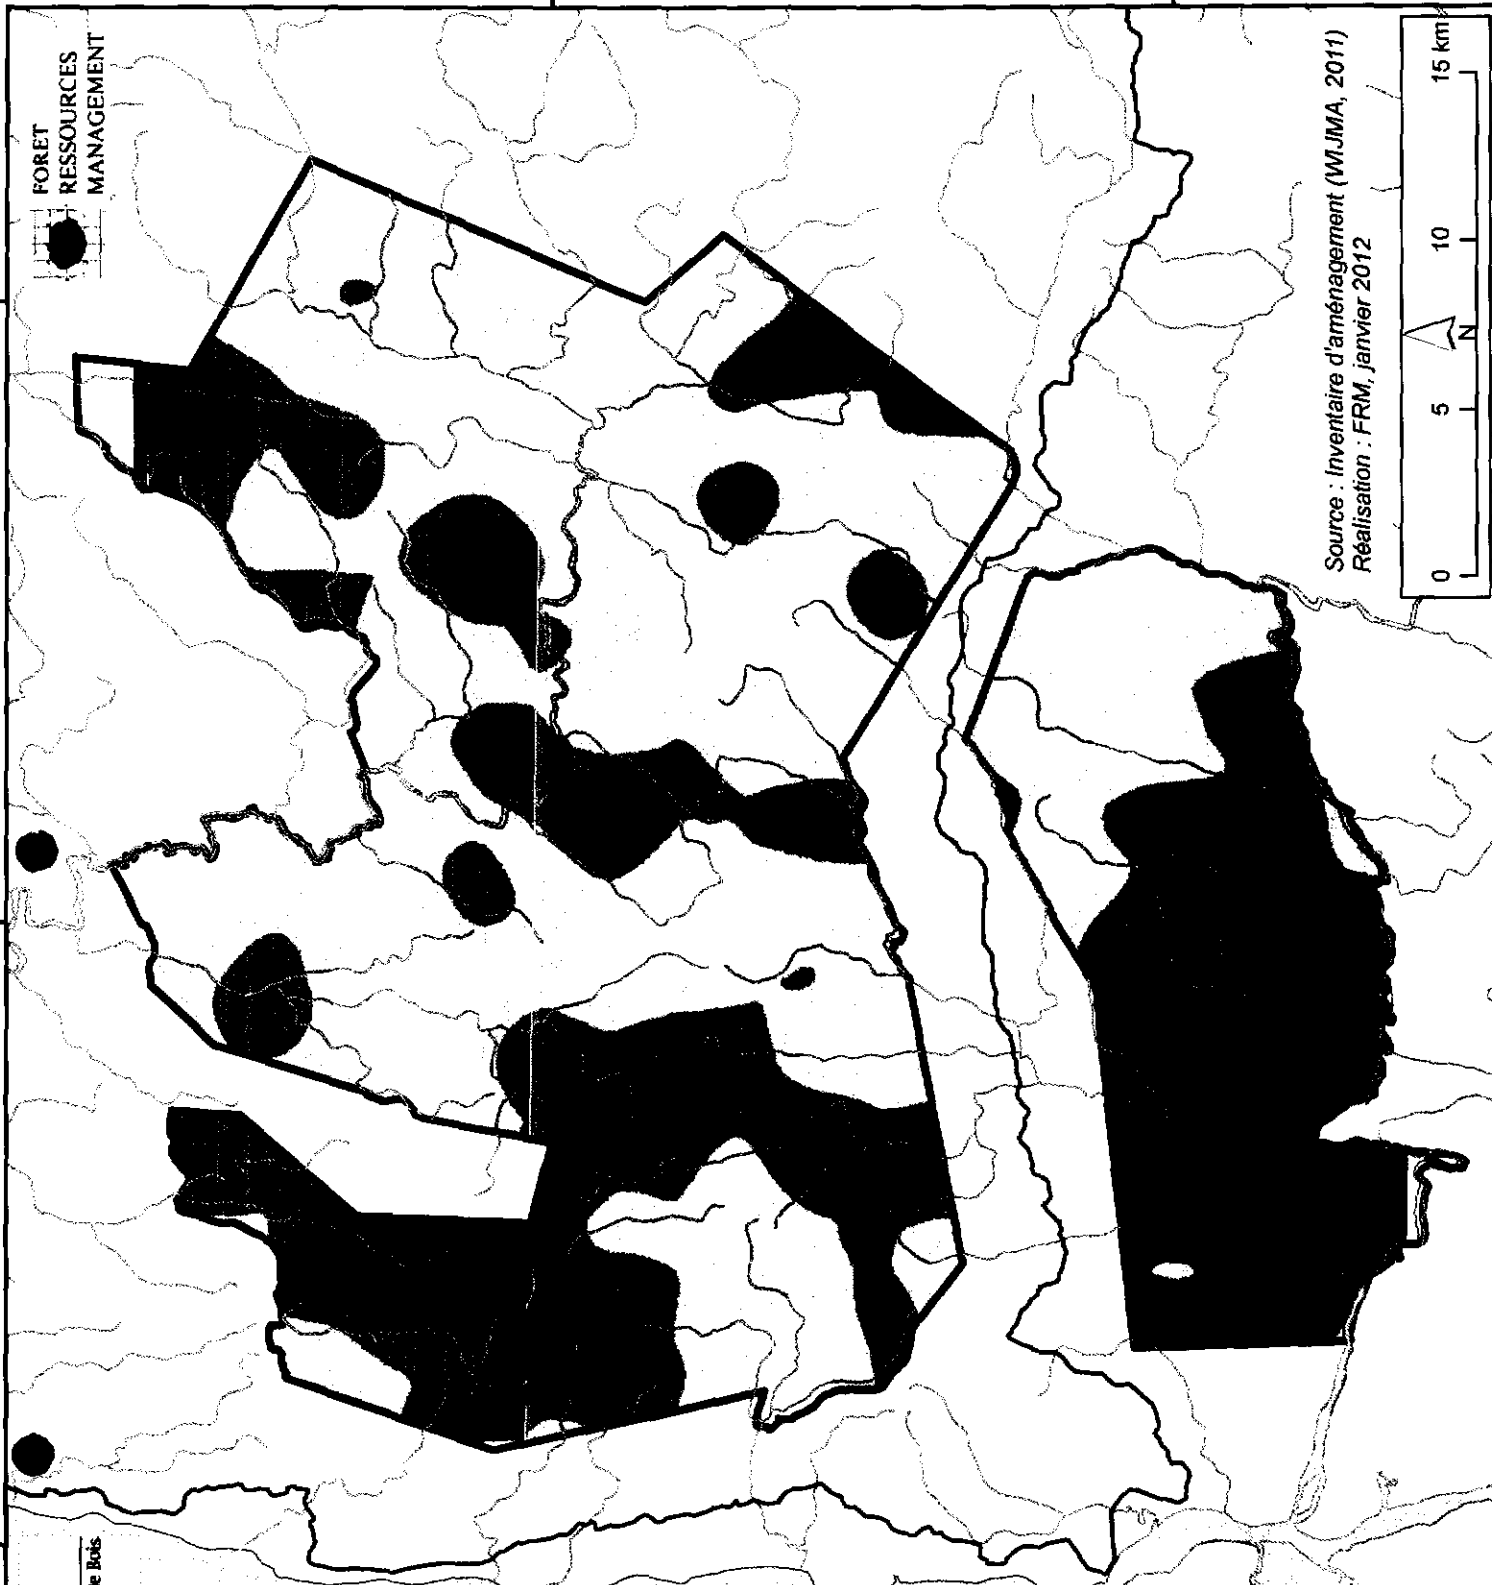 FORET
RESSOURCES
MANAGEMENT
Source : Inventaire d'aménagement (WIJMA, 2011)
Réalisation : FRM, janvier 2012
0 5 10 15 km
N
e Bois